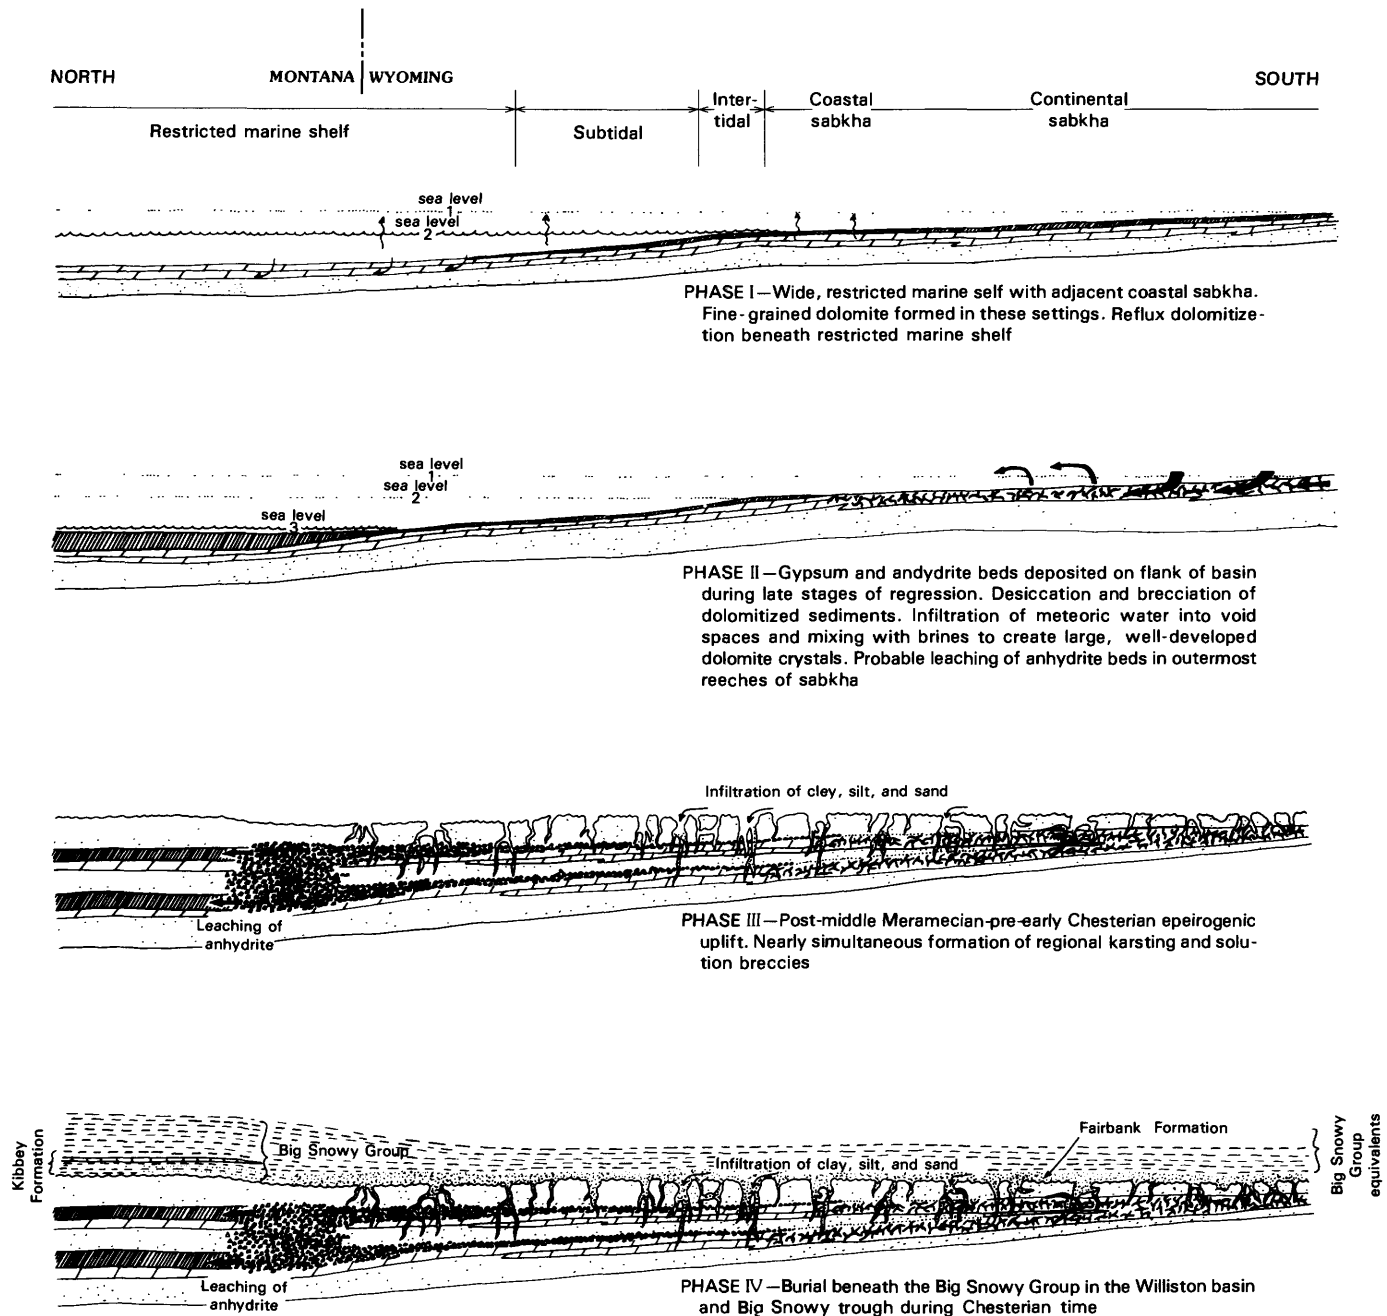 NORTH
MONTANA
WYOMING
SOUTH
Restricted marine shelf
Subtidal
Inter-
tidal
Coastal
sabkha
Continental
sabkha
sea level
1
sea level
2
PHASE I—Wide, restricted marine self with adjacent coastal sabkha.
Fine-grained dolomite formed in these settings. Reflux dolomitize-
tion beneath restricted marine shelf
sea level
1
sea level
2
sea level
3
PHASE II—Gypsum and andydrite beds deposited on flank of basin
during late stages of regression. Desiccation and brecciation of
dolomitized sediments. Infiltration of meteoric water into void
spaces and mixing with brines to create large, well-developed
dolomite crystals. Probable leaching of anhydrite beds in outermost
reeches of sabkha
Infiltration of cley, silt, and sand
Leaching of
anhydrite
PHASE III—Post-middle Meramecian-pre-early Chesterian epeirogenic
uplift. Nearly simultaneous formation of regional karsting and solu-
tion breccies
Kibbey
Formation
Big Snowy Group
Infiltration of clay, silt, and sand
Fairbank Formation
Big Snowy
Group
equivalents
Leaching of
anhydrite
PHASE IV—Burial beneath the Big Snowy Group in the Williston basin
and Big Snowy trough during Chesterian time